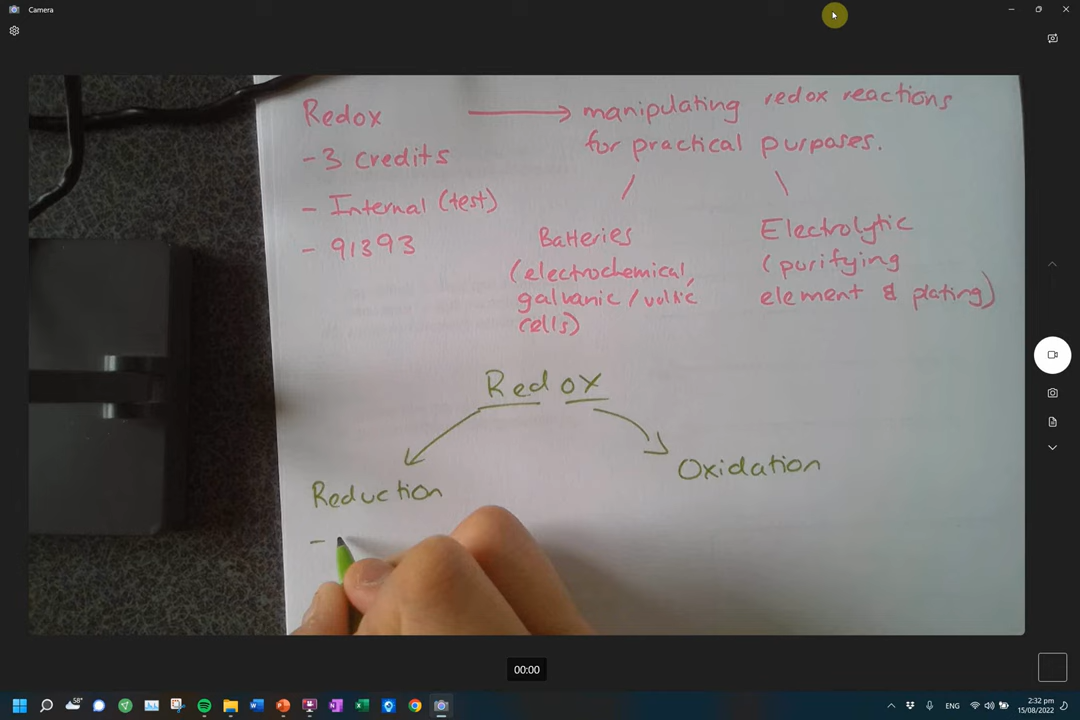 Camera
Redox → manipulating redox reactions
for practical purposes.
- 3 credits
- Internal (test)
- 91393
Batteries
(electrochemical,
galvanic / voltic
cells)
Electrolytic
(purifying
element & plating)
Redox
Reduction
Oxidation
-
00:00
58°
ENG
2:32 pm
15/08/2022